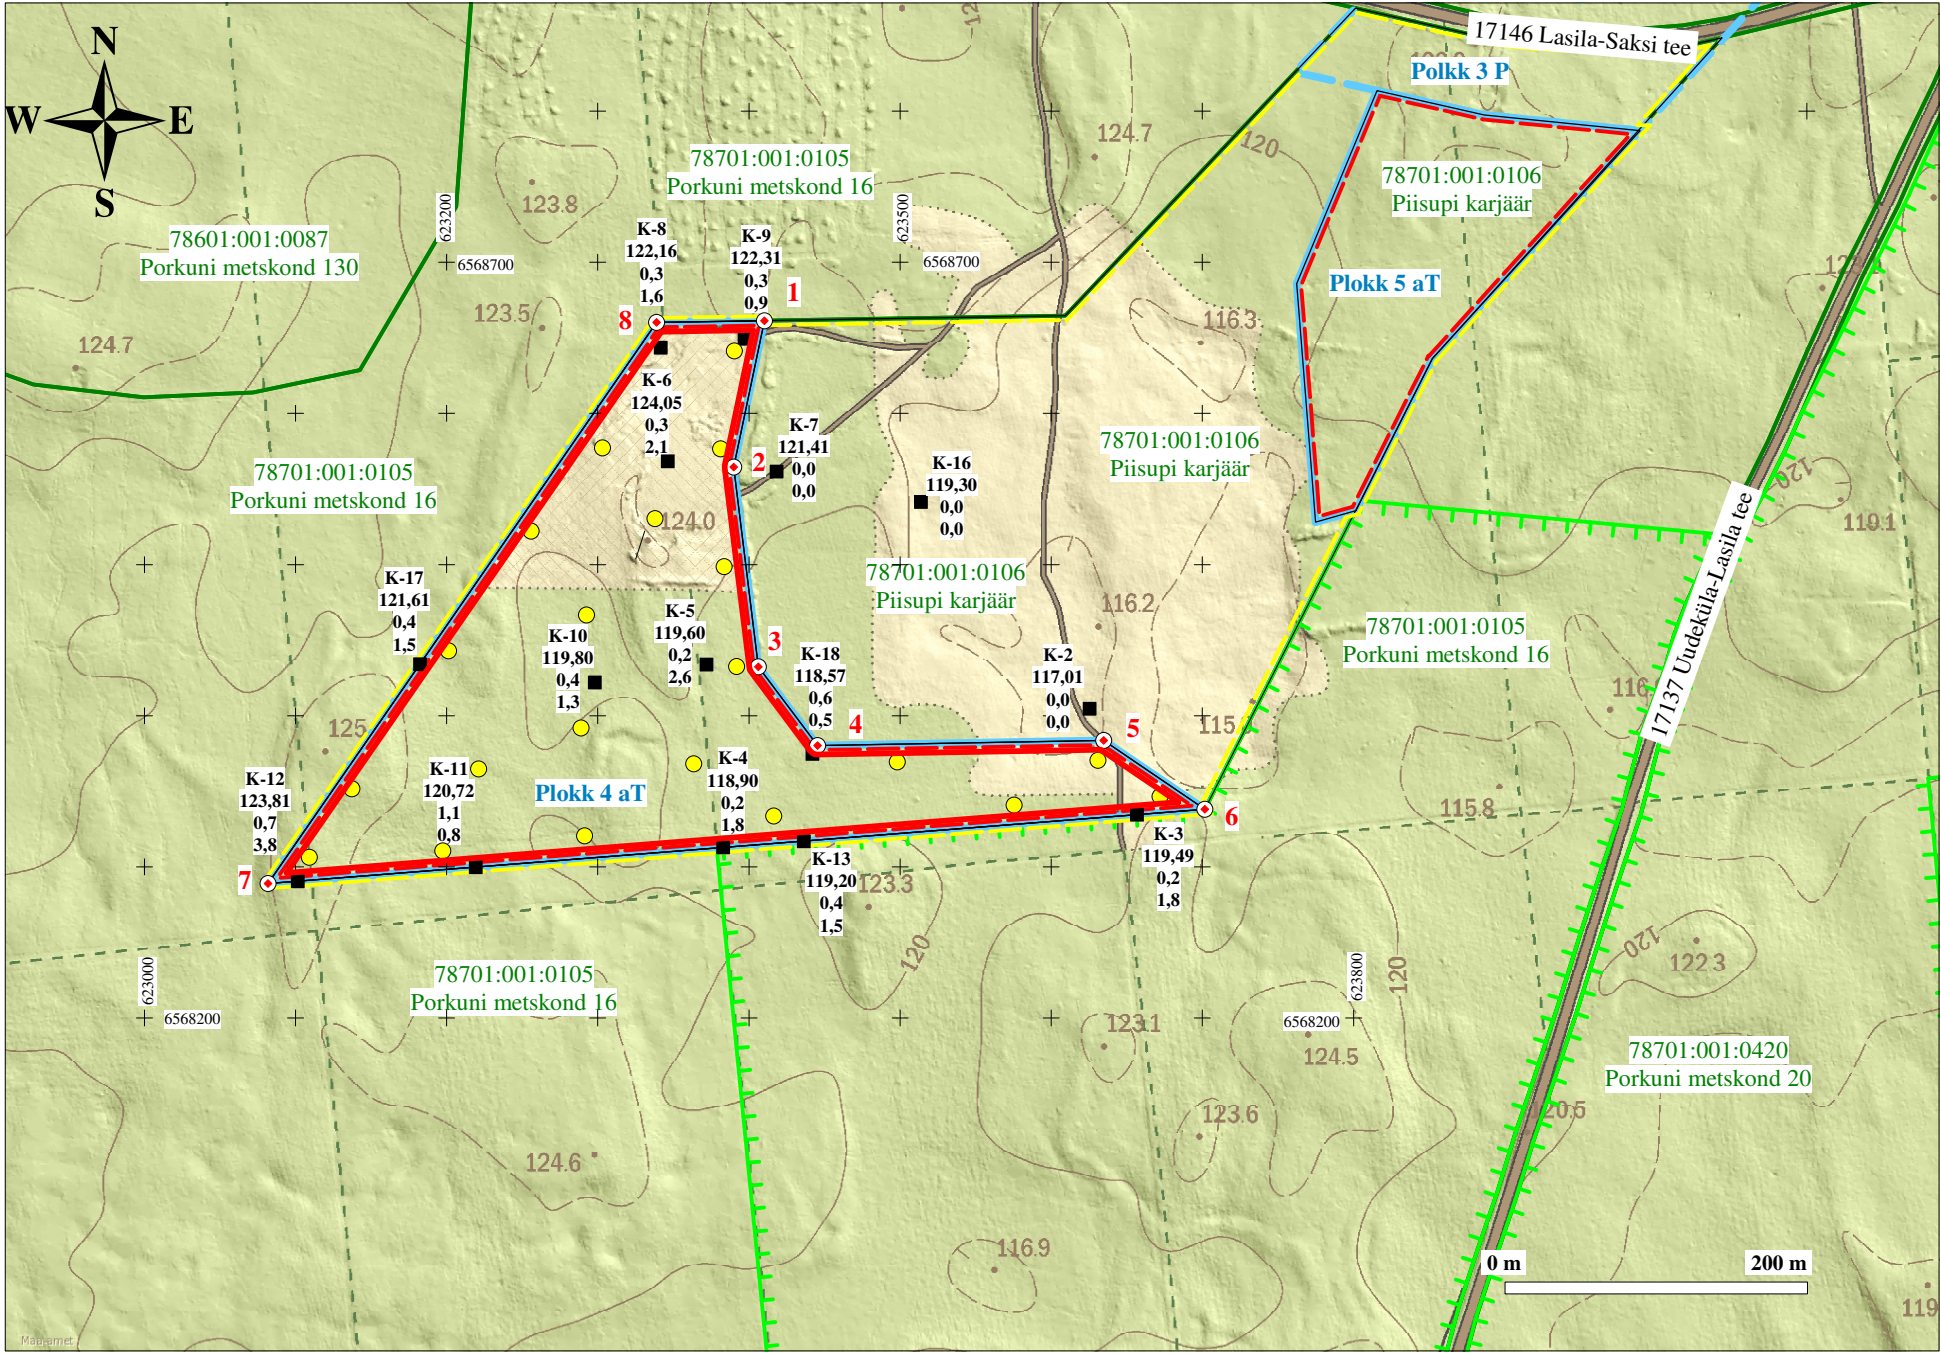 N
W
E
S
17146 Lasila-Saksi tee
Polkk 3 P
124.7
120
78701:001:0105
Porkuni metskond 16
78701:001:0106
Piisupi karjäär
123.8
623200
623500
78601:001:0087
Porkuni metskond 130
6568700
6568700
K-8
122,16
0,3
1,6
K-9
122,31
0,3
0,9
1
8
Plokk 5 aT
123.5
116.3
124.7
K-6
124,05
0,3
2,1
K-7
121,41
0,0
0,0
2
K-16
119,30
0,0
0,0
78701:001:0106
Piisupi karjäär
78701:001:0105
Porkuni metskond 16
120
119.1
124.0
17137 Uudeküla-Lasila tee
K-17
121,61
0,4
1,5
78701:001:0106
Piisupi karjäär
116.2
K-10
119,80
0,4
1,3
K-5
119,60
0,2
2,6
3
K-18
118,57
0,6
0,5
4
K-2
117,01
0,0
0,0
5
78701:001:0105
Porkuni metskond 16
125
K-12
123,81
0,7
3,8
K-11
120,72
1,1
0,8
Plokk 4 aT
K-4
118,90
0,2
1,8
115.8
6
7
K-13
119,20
0,4
1,5
K-3
119,49
0,2
1,8
123.3
120
120
120
122.3
623000
6568200
78701:001:0105
Porkuni metskond 16
623800
6568200
123.1
124.5
78701:001:0420
Porkuni metskond 20
123.6
120.5
124.6
116.9
0 m
200 m
119
Maa-amet